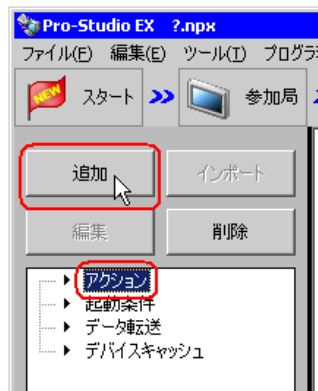 Pro-Studio EX ?.npx
ファイル(F) 編集(E) ツール(T) プログラ
NEW スタート 参加局
追加 インポート
編集 削除
アクション
起動条件
データ転送
デバイスキャッシュ